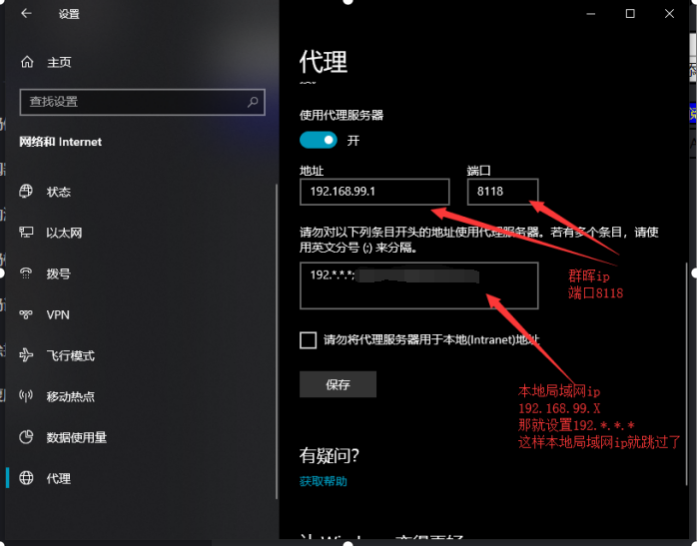 设置
主页
查找设置
网络和 Internet
状态
以太网
拨号
VPN
飞行模式
移动热点
数据使用量
代理
代理
使用代理服务器
开
地址
端口
192.168.99.1
8118
请勿对以下列条目开头的地址使用代理服务器。若有多个条目，请使
用英文分号 (;) 来分隔。
192.*.*.*;
群晖ip
端口8118
请勿将代理服务器用于本地(Intranet)地址
保存
本地局域网ip
192.168.99.X
那就设置192.*.*.*
这样本地局域网ip就跳过了
有疑问?
获取帮助